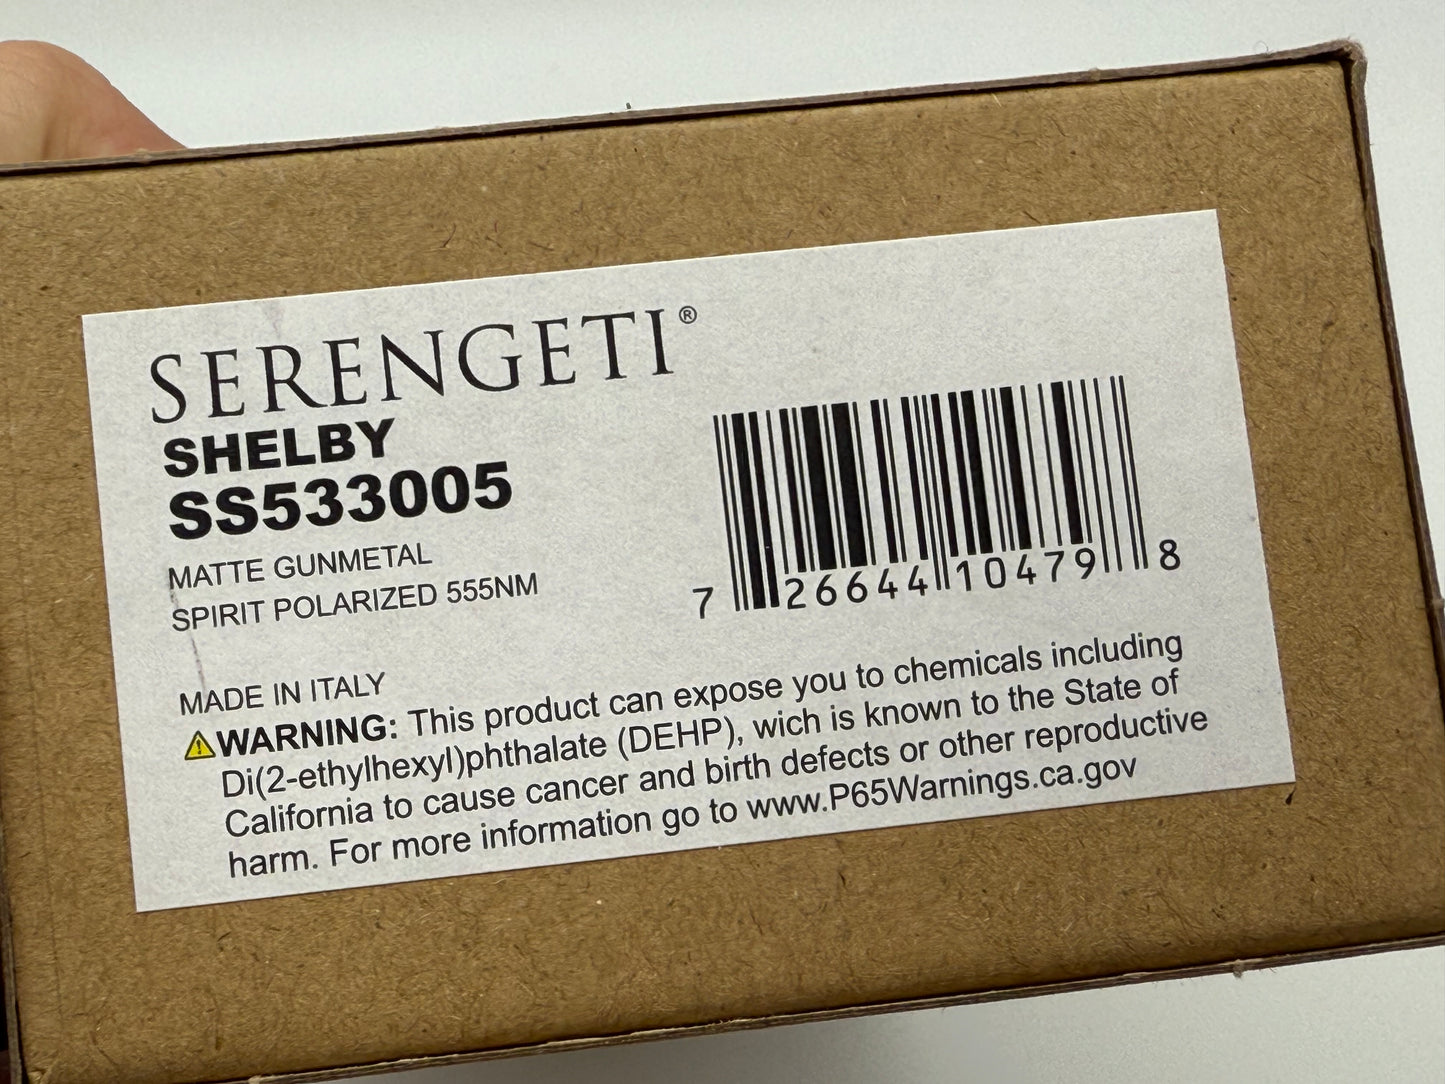 SERENGETI®
SHELBY
SS533005
MATTE GUNMETAL
SPIRIT POLARIZED 555NM
7 26644 10479 8
MADE IN ITALY
⚠WARNING: This product can expose you to chemicals including
Di(2-ethylhexyl)phthalate (DEHP), wich is known to the State of
California to cause cancer and birth defects or other reproductive
harm. For more information go to www.P65Warnings.ca.gov